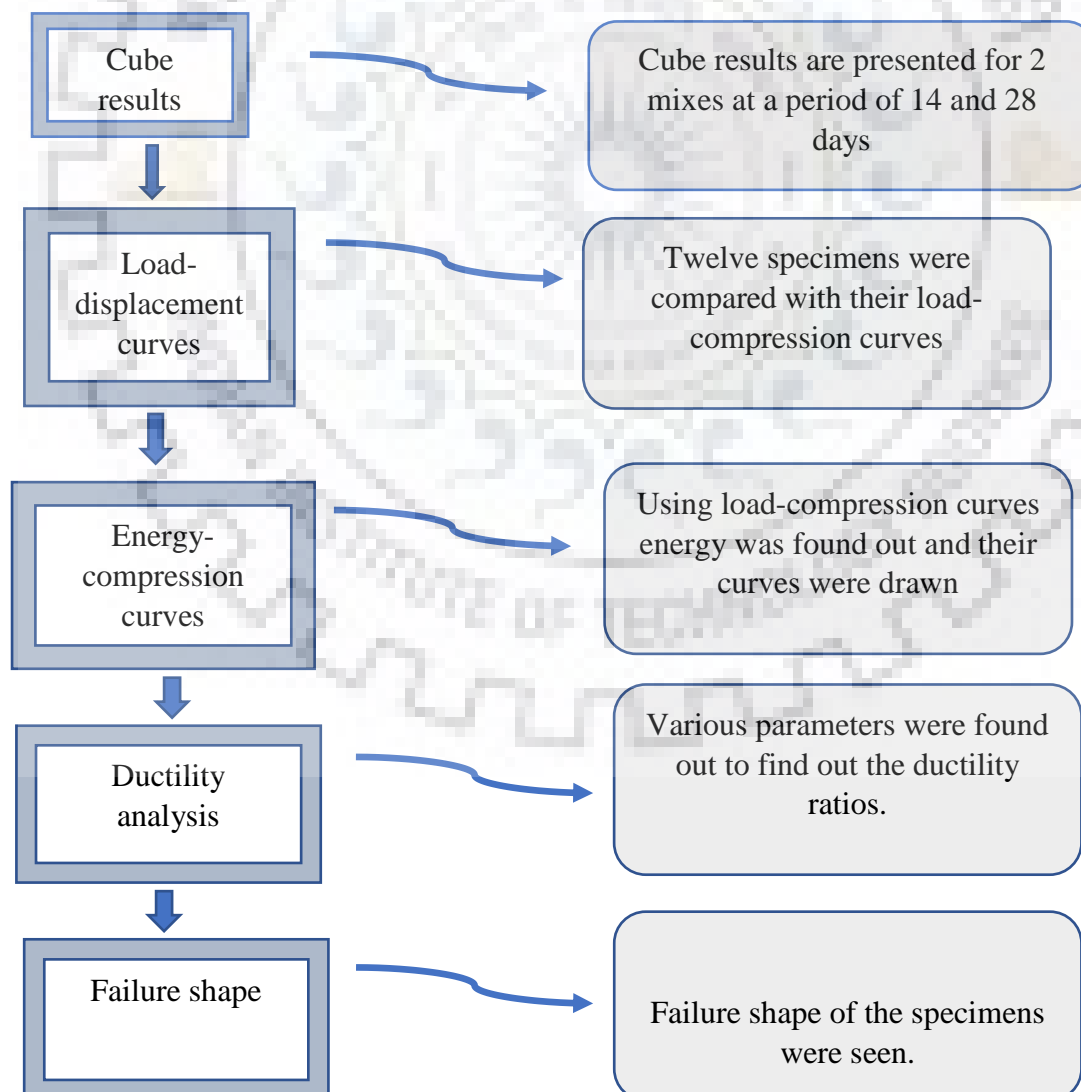 Cube
results
Cube results are presented for 2
mixes at a period of 14 and 28
days
Load-
displacement
curves
Twelve specimens were
compared with their load-
compression curves
Energy-
compression
curves
Using load-compression curves
energy was found out and their
curves were drawn
Ductility
analysis
Various parameters were found
out to find out the ductility
ratios.
Failure shape
Failure shape of the specimens
were seen.